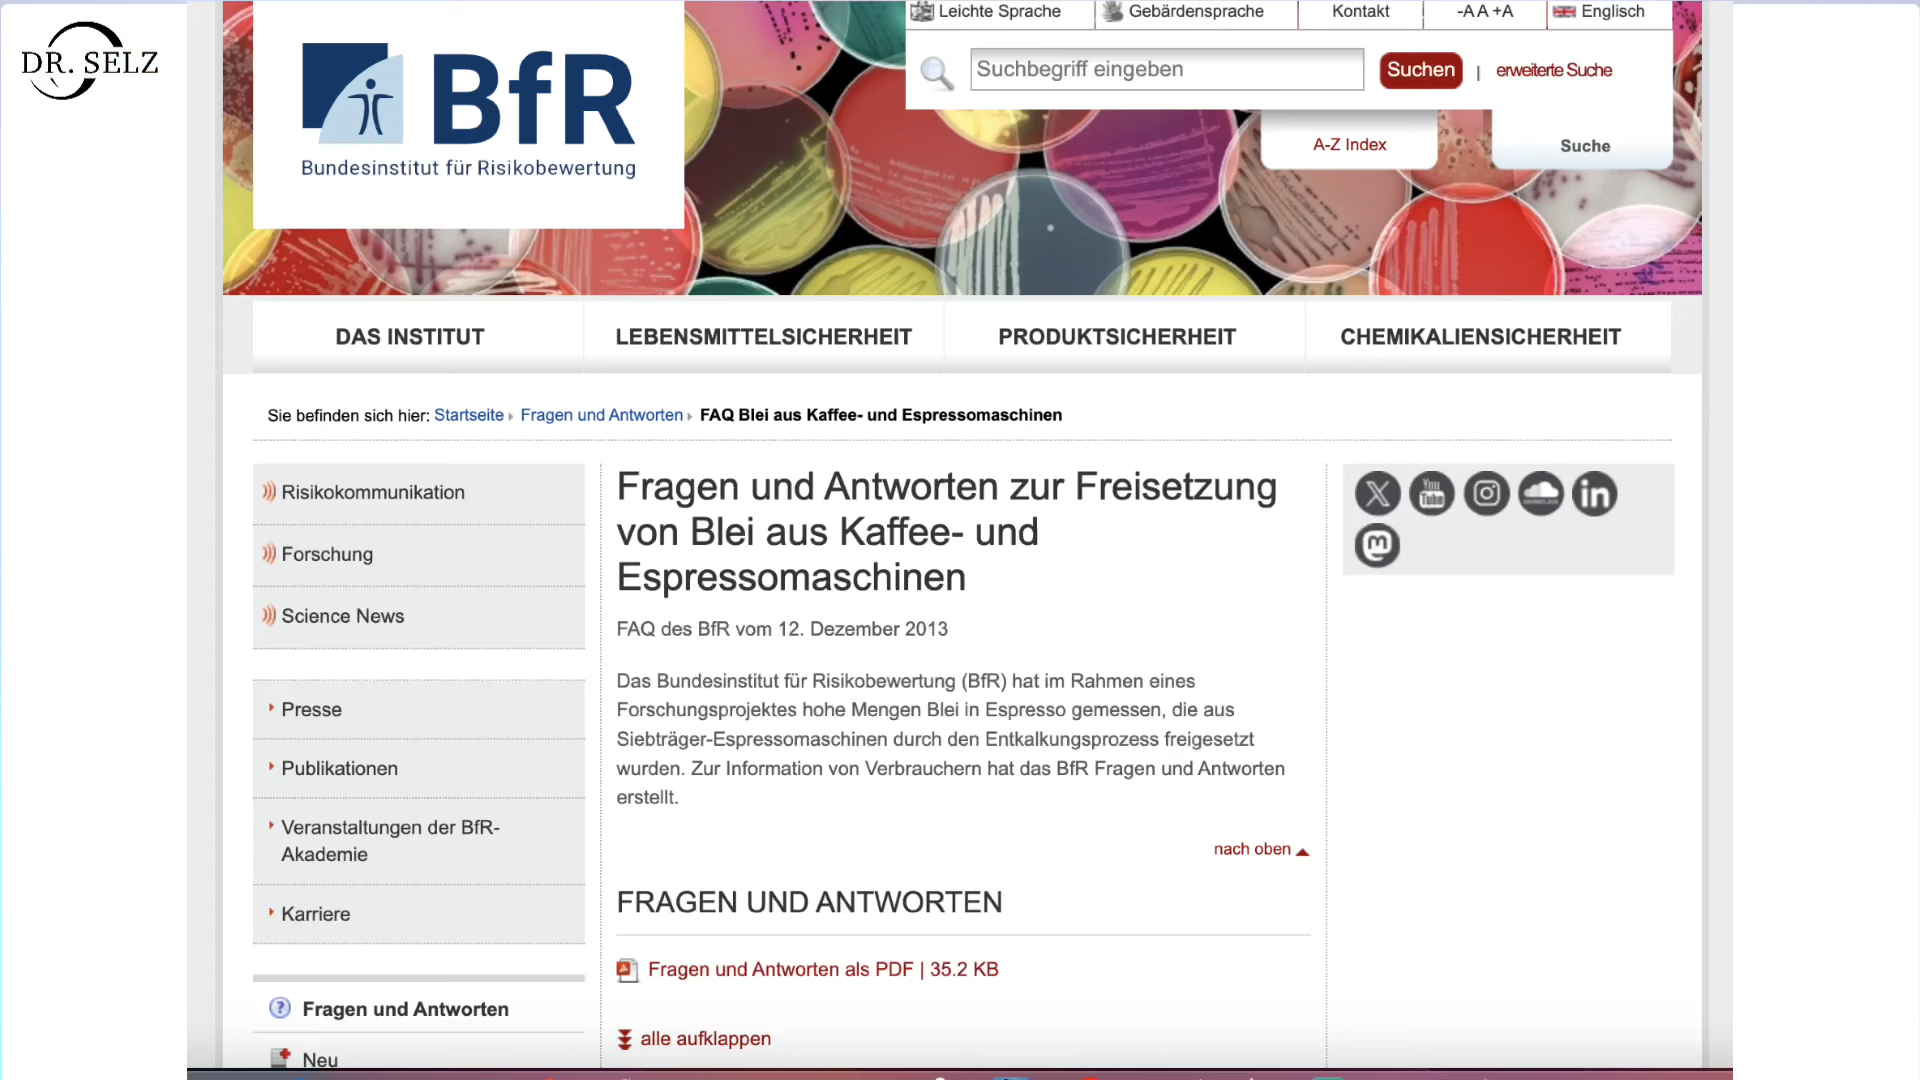 DR. SELZ
BfR
Bundesinstitut für Risikobewertung
Leichte Sprache
Gebärdensprache
Kontakt
-A A +A
Englisch
Suchbegriff eingeben
Suchen
|
erweiterte Suche
A-Z Index
Suche
DAS INSTITUT
LEBENSMITTELSICHERHEIT
PRODUKTSICHERHEIT
CHEMIKALIENSICHERHEIT
Sie befinden sich hier: Startseite Fragen und Antworten FAQ Blei aus Kaffee- und Espressomaschinen
Risikokommunikation
Forschung
Science News
Presse
Publikationen
Veranstaltungen der BfR-
Akademie
Karriere
Fragen und Antworten
Neu
Fragen und Antworten zur Freisetzung
von Blei aus Kaffee- und
Espressomaschinen
FAQ des BfR vom 12. Dezember 2013
Das Bundesinstitut für Risikobewertung (BfR) hat im Rahmen eines
Forschungsprojektes hohe Mengen Blei in Espresso gemessen, die aus
Siebträger-Espressomaschinen durch den Entkalkungsprozess freigesetzt
wurden. Zur Information von Verbrauchern hat das BfR Fragen und Antworten
erstellt.
nach oben
FRAGEN UND ANTWORTEN
Fragen und Antworten als PDF | 35.2 KB
alle aufklappen
X
You
Tube
in
m